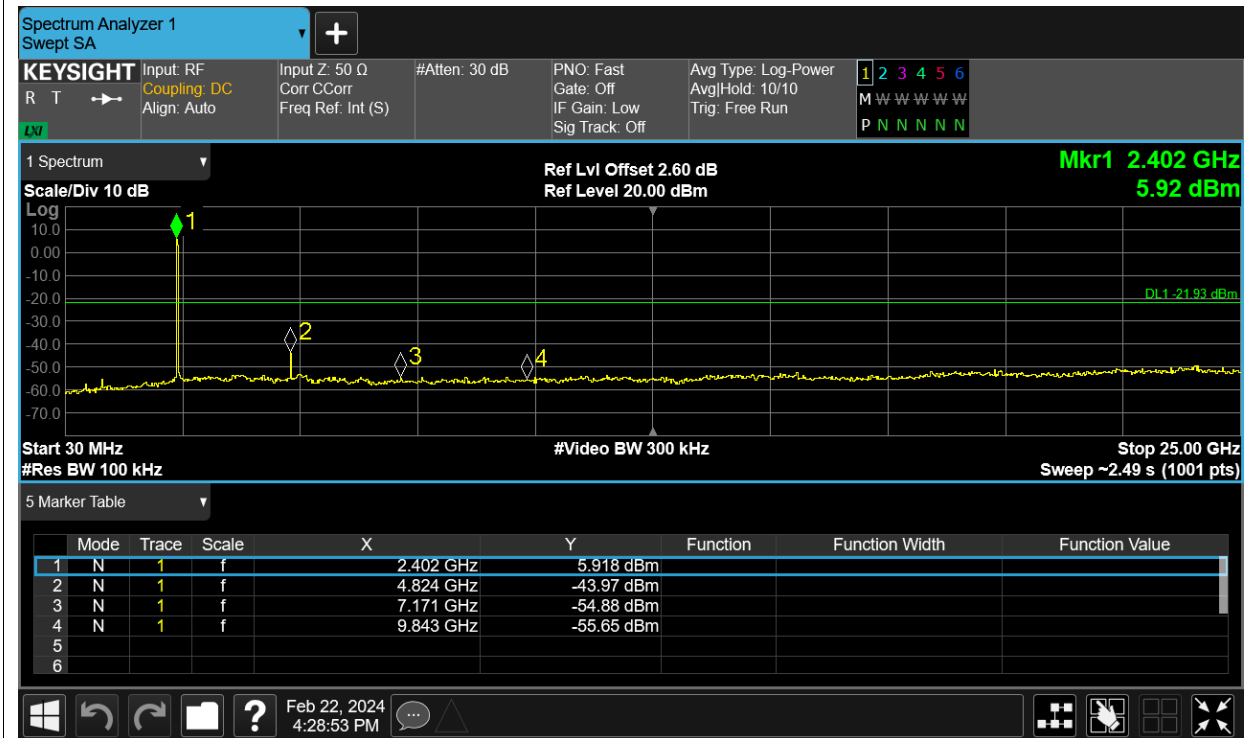 Spectrum Analyzer 1
Swept SA
+
KEYSIGHT
R T
LXI
Input: RF
Coupling: DC
Align: Auto
Input Z: 50 Ω
Corr CCorr
Freq Ref: Int (S)
#Atten: 30 dB
PNO: Fast
Gate: Off
IF Gain: Low
Sig Track: Off
Avg Type: Log-Power
Avg|Hold: 10/10
Trig: Free Run
1 2 3 4 5 6
M W W W W W
P N N N N N
1 Spectrum
Scale/Div 10 dB
Ref Lvl Offset 2.60 dB
Ref Level 20.00 dBm
Mkr1 2.402 GHz
5.92 dBm
Log
10.0
0.00
-10.0
-20.0
-30.0
-40.0
-50.0
-60.0
-70.0
1
2
3
4
DL1 -21.93 dBm
Start 30 MHz
#Res BW 100 kHz
#Video BW 300 kHz
Stop 25.00 GHz
Sweep ~2.49 s (1001 pts)
5 Marker Table
Mode Trace Scale X Y Function Function Width Function Value
1 N 1 f 2.402 GHz 5.918 dBm
2 N 1 f 4.824 GHz -43.97 dBm
3 N 1 f 7.171 GHz -54.88 dBm
4 N 1 f 9.843 GHz -55.65 dBm
5
6
?
Feb 22, 2024
4:28:53 PM